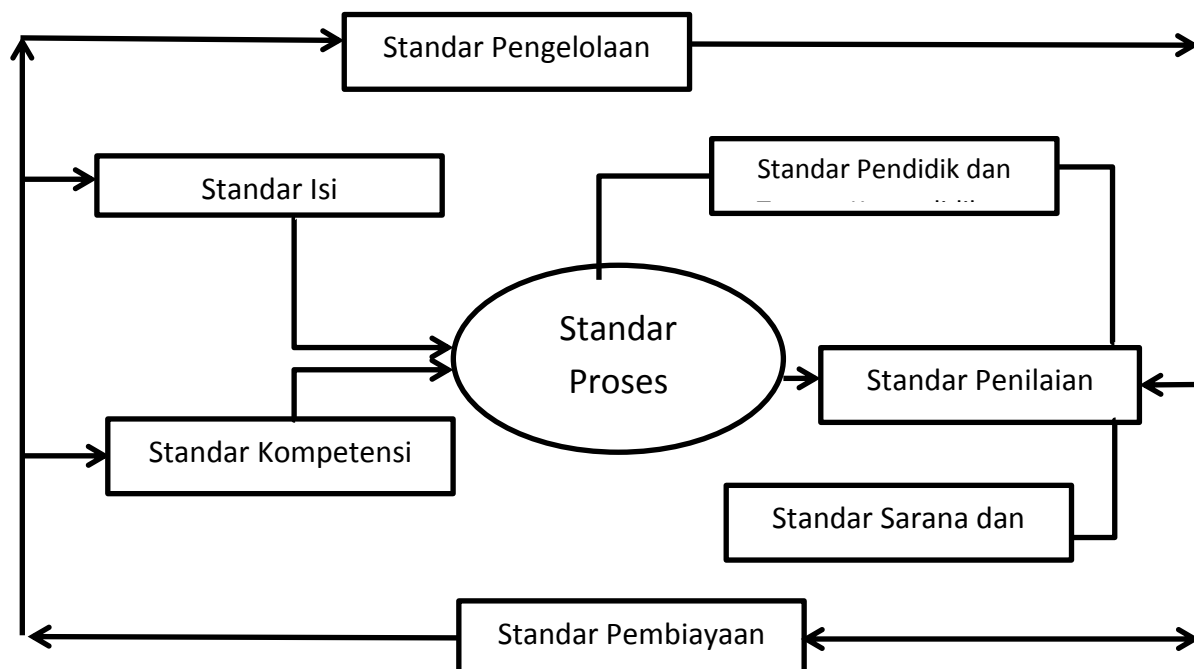 Standar Pengelolaan
Standar Isi
Standar Pendidik dan
Standar
Proses
Standar Penilaian
Standar Kompetensi
Standar Sarana dan
Standar Pembiayaan